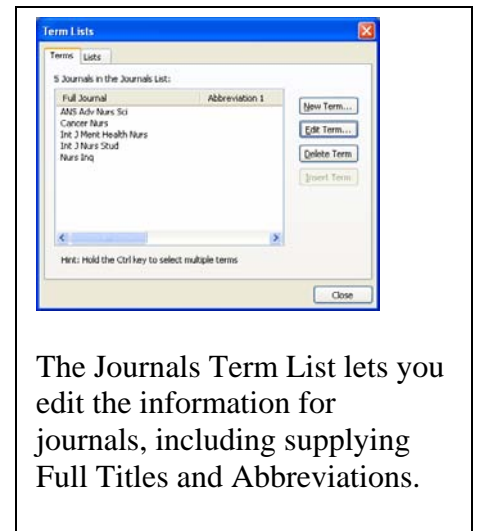 Term Lists
Terms Lists
5 Journals in the Journals List:
Full Journal Abbreviation 1
ANS Adv Nurs Sci
Cancer Nurs
Int J Ment Health Nurs
Int J Nurs Stud
Nurs Inq
New Term...
Edit Term...
Delete Term
Insert Term
Hint: Hold the Ctrl key to select multiple terms
Close
The Journals Term List lets you
edit the information for
journals, including supplying
Full Titles and Abbreviations.